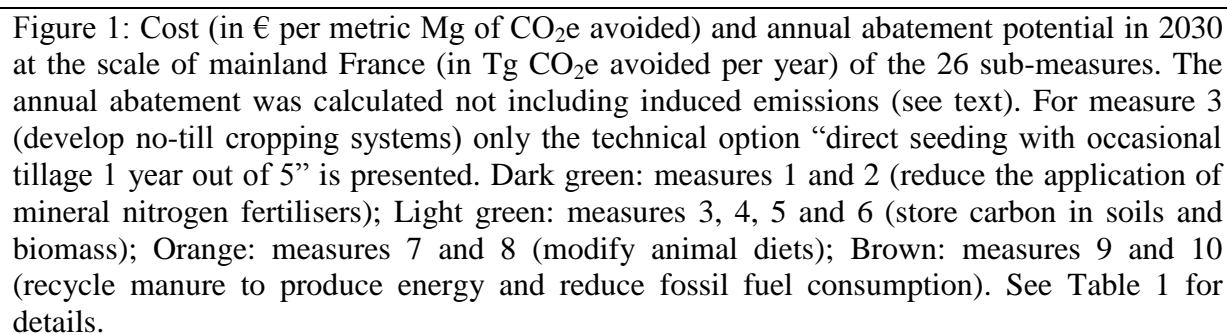 Figure 1: Cost (in € per metric Mg of CO₂e avoided) and annual abatement potential in 2030
at the scale of mainland France (in Tg CO₂e avoided per year) of the 26 sub-measures. The
annual abatement was calculated not including induced emissions (see text). For measure 3
(develop no-till cropping systems) only the technical option “direct seeding with occasional
tillage 1 year out of 5” is presented. Dark green: measures 1 and 2 (reduce the application of
mineral nitrogen fertilisers); Light green: measures 3, 4, 5 and 6 (store carbon in soils and
biomass); Orange: measures 7 and 8 (modify animal diets); Brown: measures 9 and 10
(recycle manure to produce energy and reduce fossil fuel consumption). See Table 1 for
details.